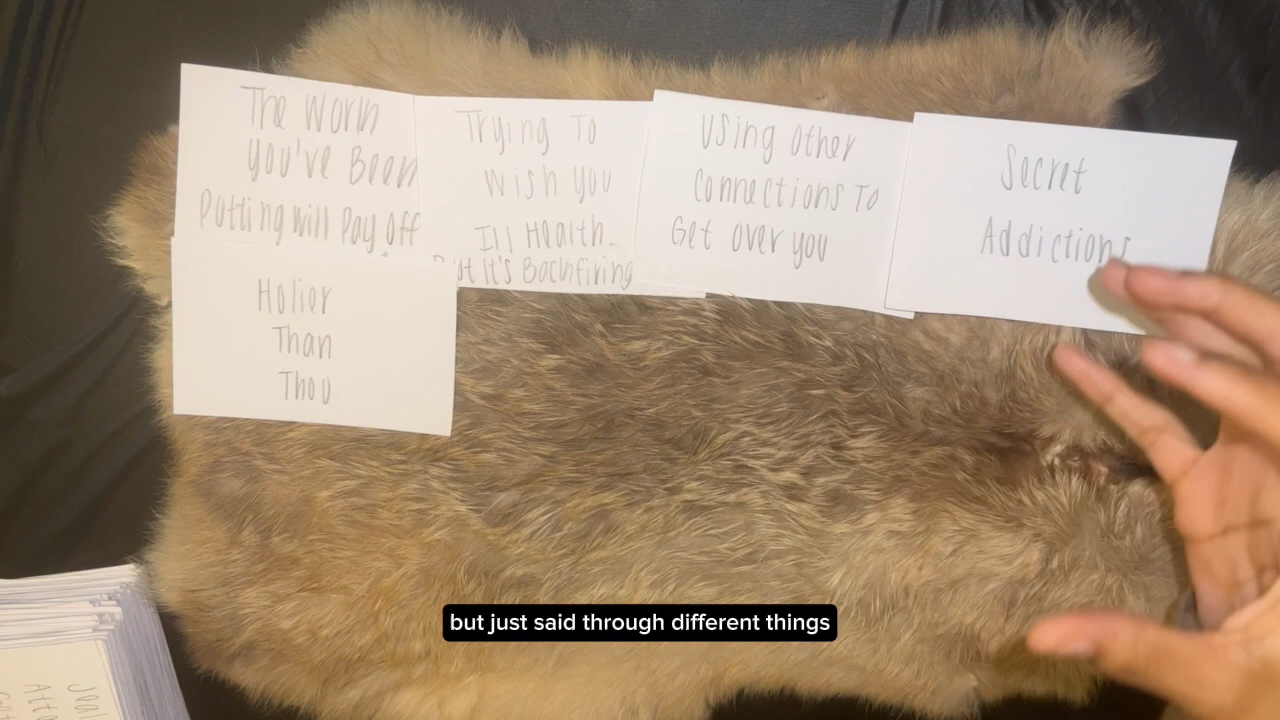 The Work
You've Been
Putting Will Pay Off
Trying To
Wish You
Ill Health
But It's Backfiring
Using Other
Connections To
Get Over You
Secret
Addictions
Holier
Than
Thou
but just said through different things